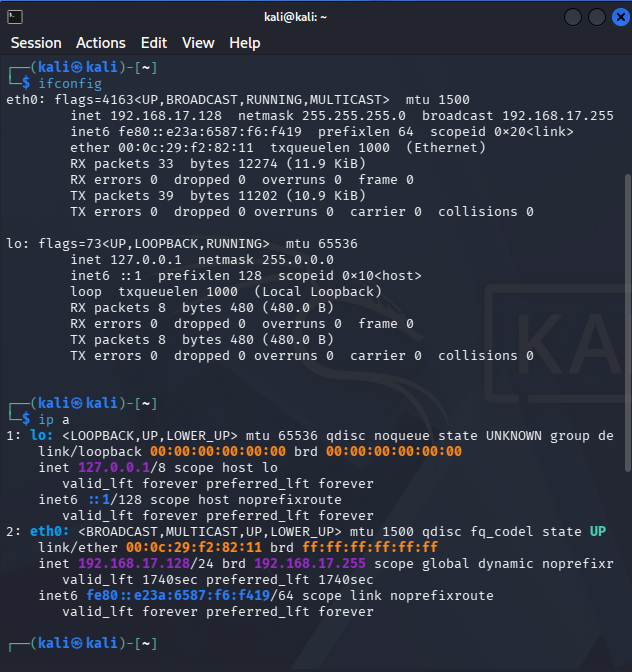 kali@kali: ~
Session Actions Edit View Help
┌──(kali㉿kali)-[~]
└─$ ifconfig
eth0: flags=4163<UP,BROADCAST,RUNNING,MULTICAST>  mtu 1500
        inet 192.168.17.128  netmask 255.255.255.0  broadcast 192.168.17.255
        inet6 fe80::e23a:6587:f6:f419  prefixlen 64  scopeid 0×20<link>
        ether 00:0c:29:f2:82:11  txqueuelen 1000  (Ethernet)
        RX packets 33  bytes 12274 (11.9 KiB)
        RX errors 0  dropped 0  overruns 0  frame 0
        TX packets 39  bytes 11202 (10.9 KiB)
        TX errors 0  dropped 0 overruns 0  carrier 0  collisions 0
lo: flags=73<UP,LOOPBACK,RUNNING>  mtu 65536
        inet 127.0.0.1  netmask 255.0.0.0
        inet6 ::1  prefixlen 128  scopeid 0×10<host>
        loop  txqueuelen 1000  (Local Loopback)
        RX packets 8  bytes 480 (480.0 B)
        RX errors 0  dropped 0  overruns 0  frame 0
        TX packets 8  bytes 480 (480.0 B)
        TX errors 0  dropped 0 overruns 0  carrier 0  collisions 0
KAL
┌──(kali㉿kali)-[~]
└─$ ip a
1: lo: <LOOPBACK,UP,LOWER_UP> mtu 65536 qdisc noqueue state UNKNOWN group de
    link/loopback 00:00:00:00:00:00 brd 00:00:00:00:00:00
    inet 127.0.0.1/8 scope host lo
       valid_lft forever preferred_lft forever
    inet6 ::1/128 scope host noprefixroute
       valid_lft forever preferred_lft forever
2: eth0: <BROADCAST,MULTICAST,UP,LOWER_UP> mtu 1500 qdisc fq_codel state UP
    link/ether 00:0c:29:f2:82:11 brd ff:ff:ff:ff:ff:ff
    inet 192.168.17.128/24 brd 192.168.17.255 scope global dynamic noprefixr
       valid_lft 1740sec preferred_lft 1740sec
    inet6 fe80::e23a:6587:f6:f419/64 scope link noprefixroute
       valid_lft forever preferred_lft forever
┌──(kali㉿kali)-[~]